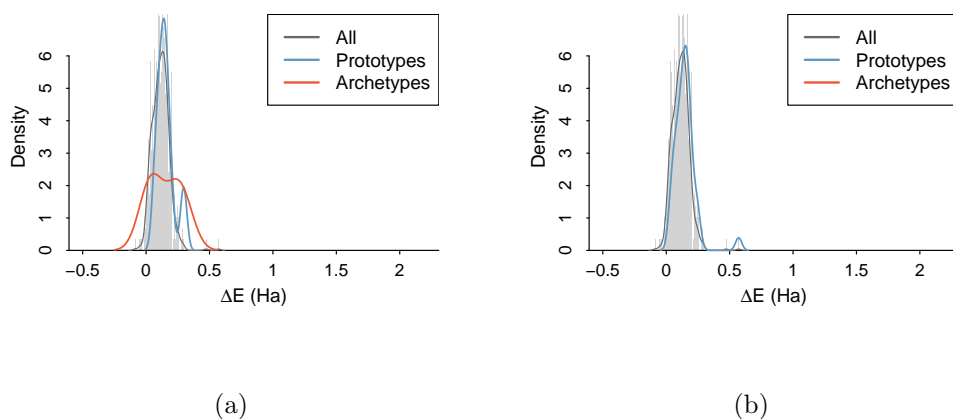 All
Prototypes
Archetypes
Density
0
1
2
3
4
5
6
−0.5
0
0.5
1
1.5
2
ΔE (Ha)
(a)
All
Prototypes
Archetypes
Density
0
1
2
3
4
5
6
−0.5
0
0.5
1
1.5
2
ΔE (Ha)
(b)